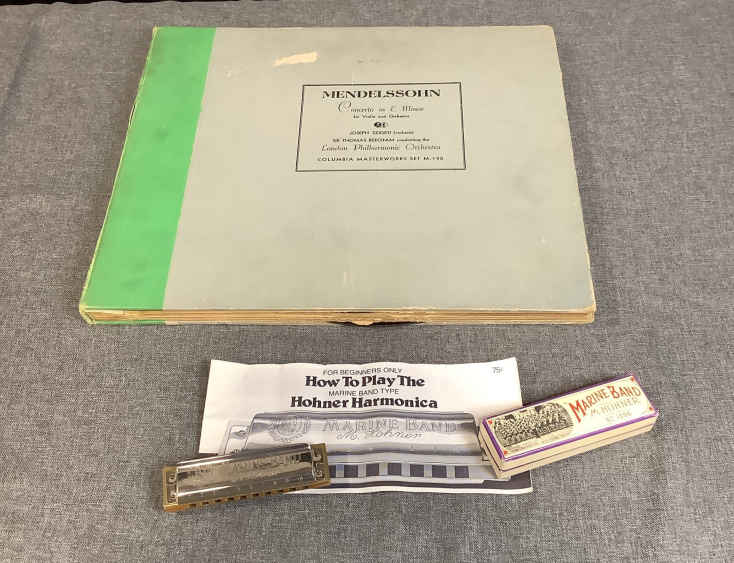 MENDELSSOHN
Concerto in E Minor
for Violin and Orchestra
JOSEPH SZIGETI
SIR THOMAS BEECHAM conducting the
London Philharmonic Orchestra
COLUMBIA MASTERWORKS SET M-190
FOR BEGINNERS ONLY
75¢
How To Play The
MARINE BAND TYPE
Hohner Harmonica
MARINE BAND
M. Hohner
MARINE BAND
M. HOHNER
No. 1896